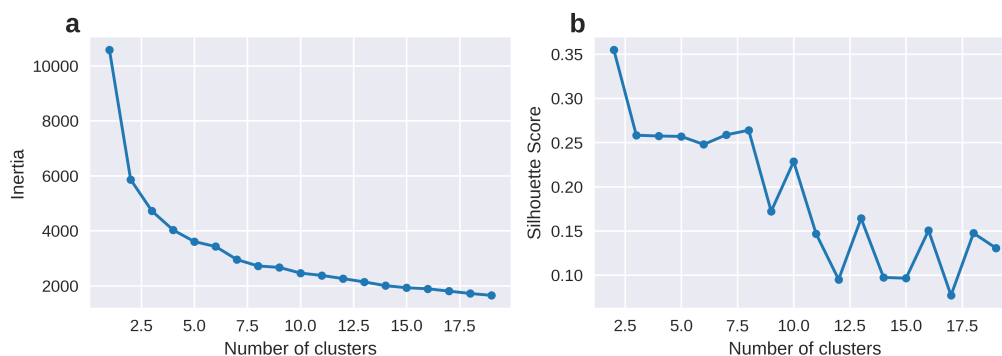 a
10000
8000
6000
4000
2000
Inertia
2.5 5.0 7.5 10.0 12.5 15.0 17.5
Number of clusters
b
0.35
0.30
0.25
0.20
0.15
0.10
Silhouette Score
2.5 5.0 7.5 10.0 12.5 15.0 17.5
Number of clusters